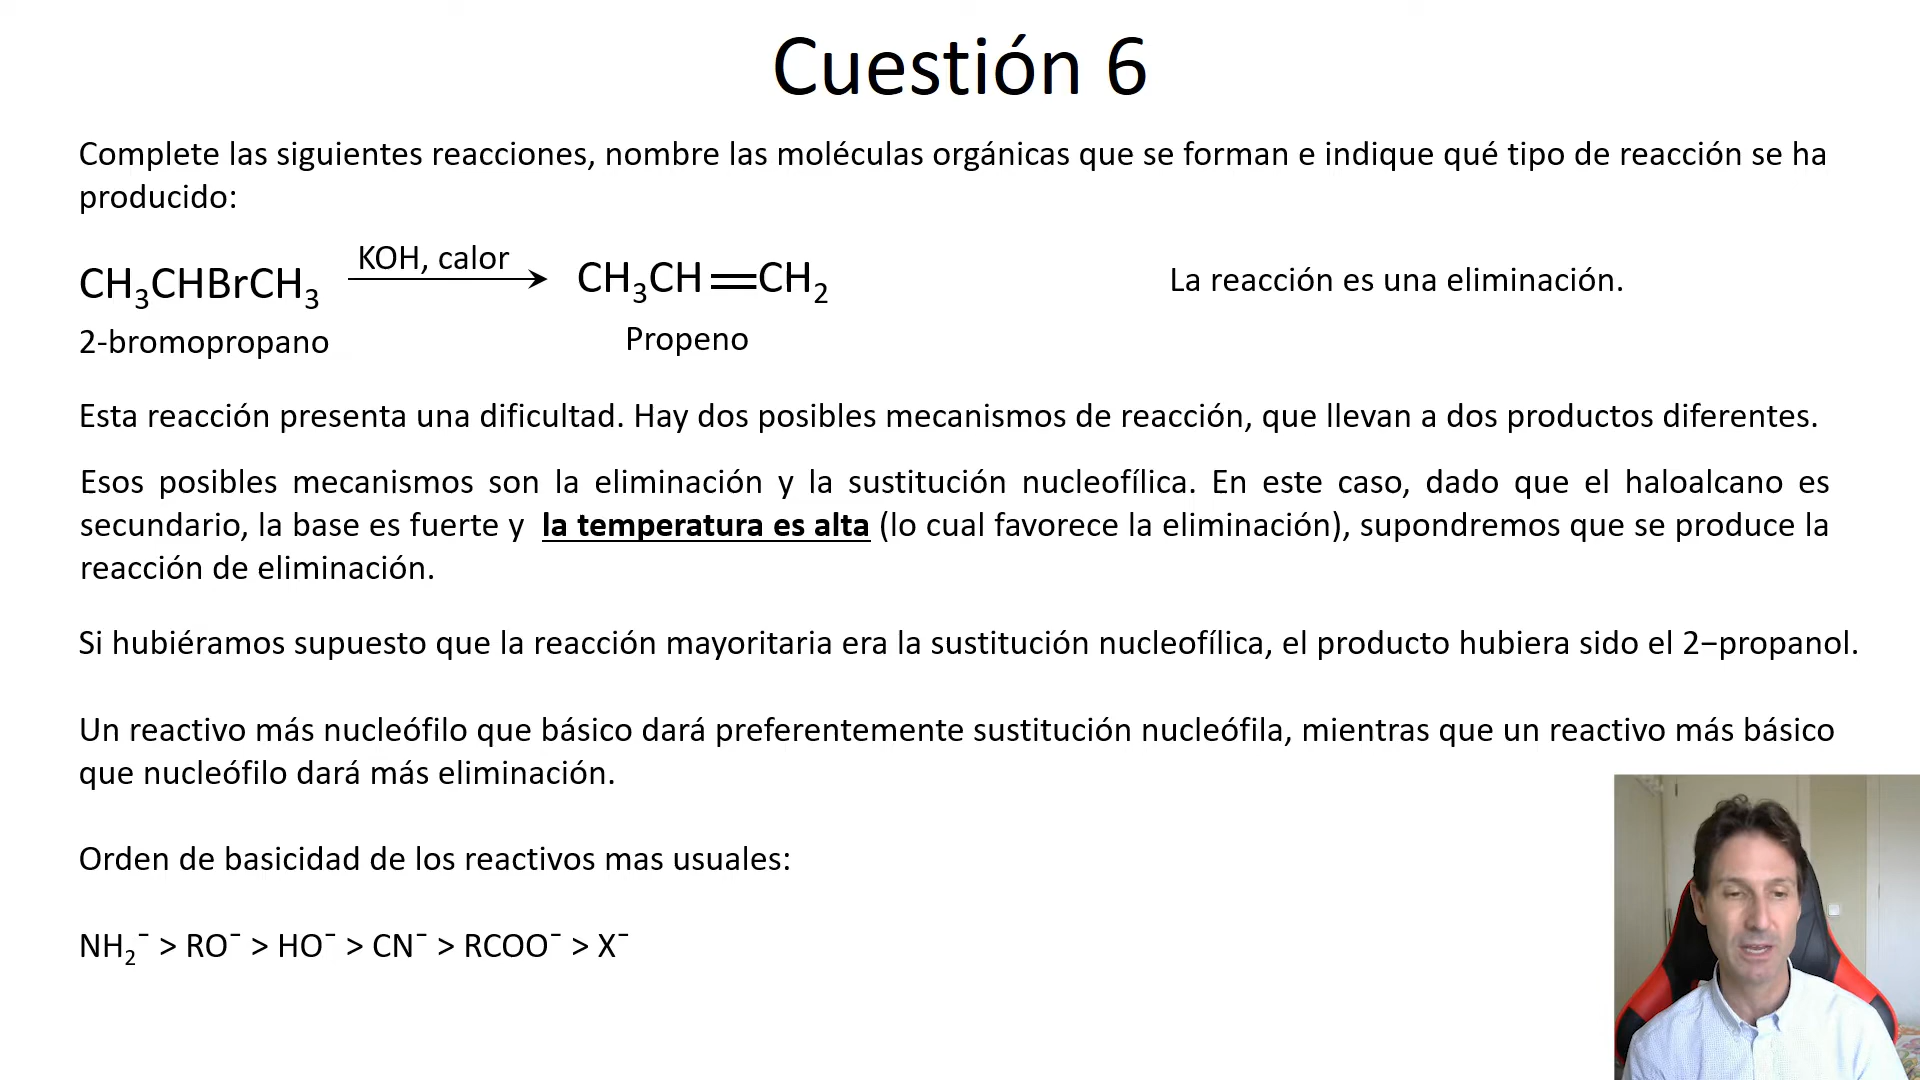 Cuestión 6
Complete las siguientes reacciones, nombre las moléculas orgánicas que se forman e indique qué tipo de reacción se ha
producido:
CH₃CHBrCH₃ KOH, calor CH₃CH═CH₂ La reacción es una eliminación.
2-bromopropano Propeno
Esta reacción presenta una dificultad. Hay dos posibles mecanismos de reacción, que llevan a dos productos diferentes.
Esos posibles mecanismos son la eliminación y la sustitución nucleofílica. En este caso, dado que el haloalcano es
secundario, la base es fuerte y la temperatura es alta (lo cual favorece la eliminación), supondremos que se produce la
reacción de eliminación.
Si hubiéramos supuesto que la reacción mayoritaria era la sustitución nucleofílica, el producto hubiera sido el 2−propanol.
Un reactivo más nucleófilo que básico dará preferentemente sustitución nucleófila, mientras que un reactivo más básico
que nucleófilo dará más eliminación.
Orden de basicidad de los reactivos mas usuales:
NH₂⁻ > RO⁻ > HO⁻ > CN⁻ > RCOO⁻ > X⁻